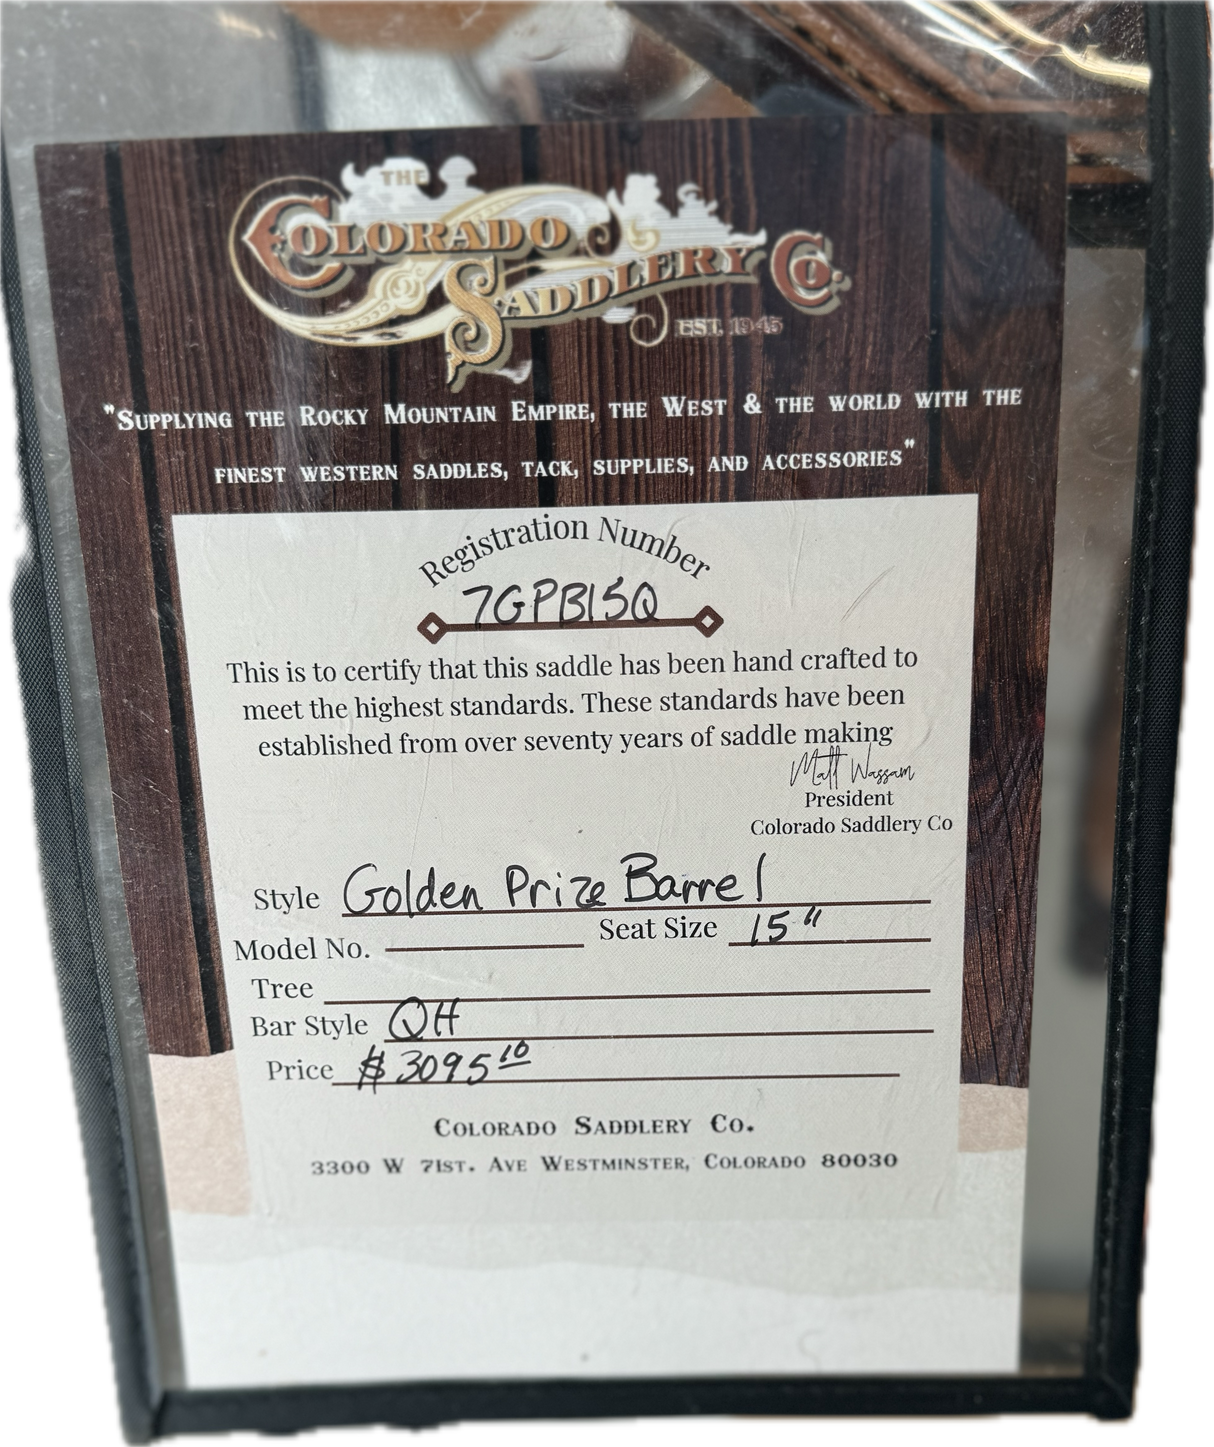 THE
COLORADO
SADDLERY CO.
EST. 1945
"SUPPLYING THE ROCKY MOUNTAIN EMPIRE, THE WEST & THE WORLD WITH THE
FINEST WESTERN SADDLES, TACK, SUPPLIES, AND ACCESSORIES"
Registration Number
7GPB15Q
This is to certify that this saddle has been hand crafted to
meet the highest standards. These standards have been
established from over seventy years of saddle making
Matt Wassam
President
Colorado Saddlery Co
Style Golden Prize Barrel
Model No. Seat Size 15"
Tree
Bar Style QH
Price $3095 10
COLORADO SADDLERY CO.
3300 W 71ST. AVE WESTMINSTER, COLORADO 80030